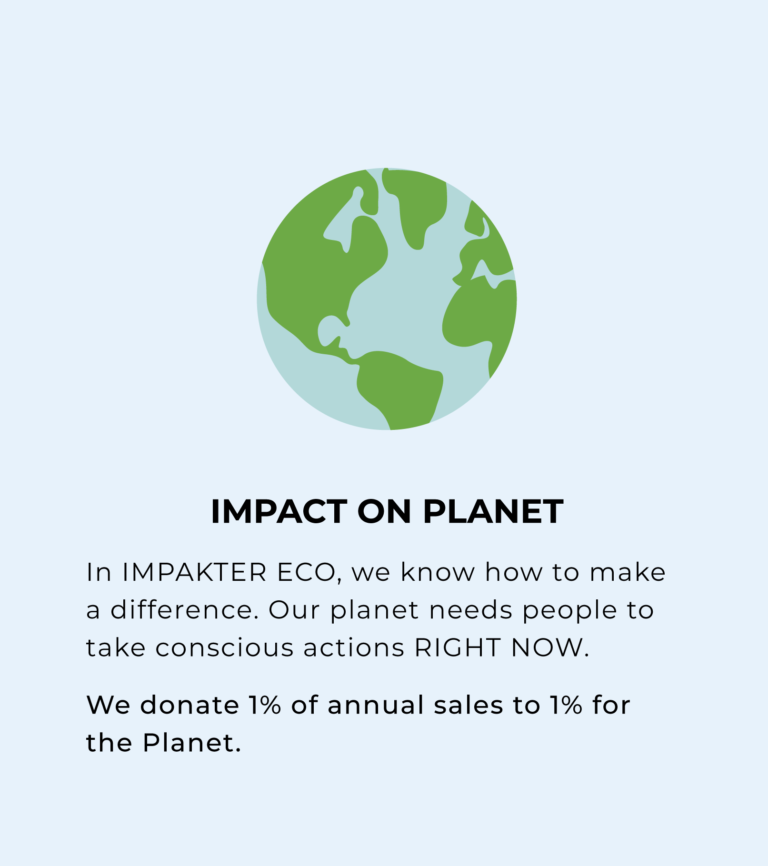 IMPACT ON PLANET
In IMPAKTER ECO, we know how to make
a difference. Our planet needs people to
take conscious actions RIGHT NOW.
We donate 1% of annual sales to 1% for
the Planet.